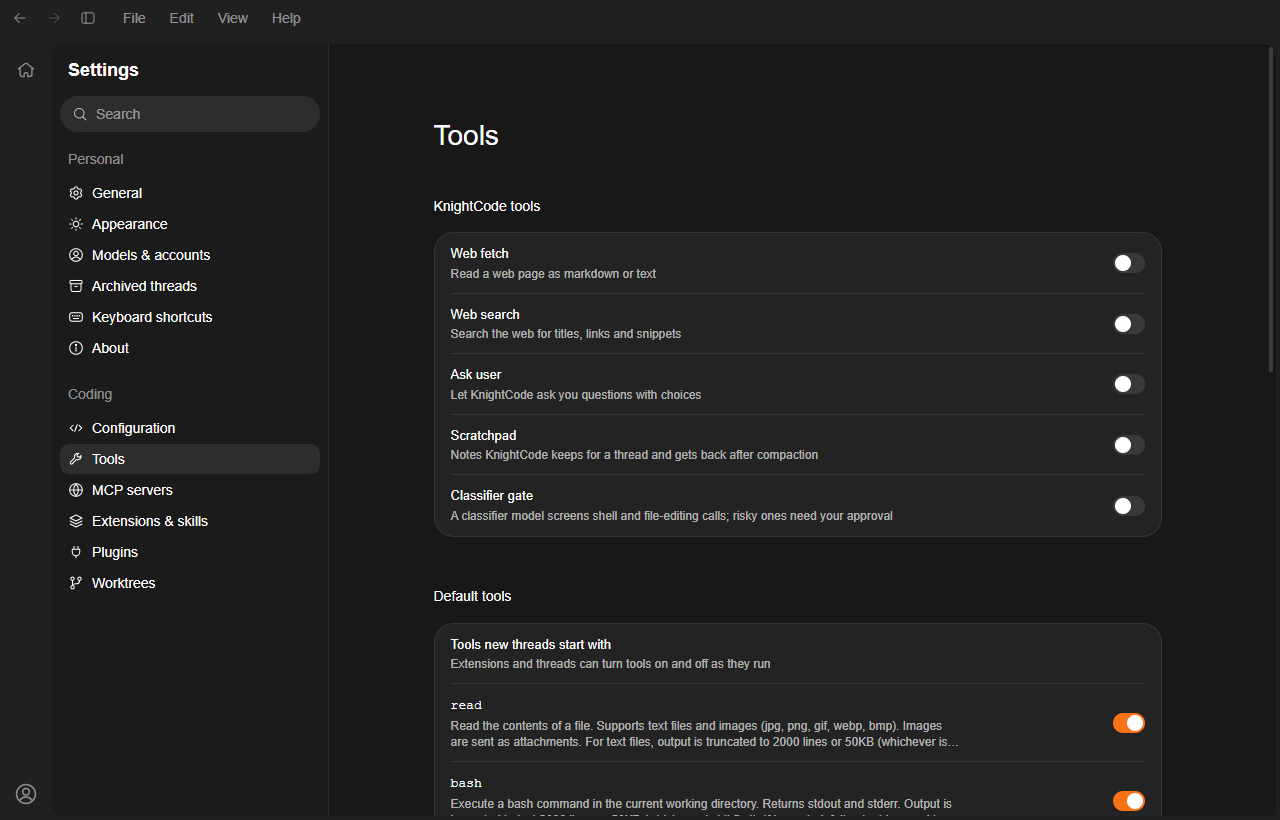 File Edit View Help
Settings
Search
Personal
General
Appearance
Models & accounts
Archived threads
Keyboard shortcuts
About
Coding
Configuration
Tools
MCP servers
Extensions & skills
Plugins
Worktrees
Tools
KnightCode tools
Web fetch
Read a web page as markdown or text
Web search
Search the web for titles, links and snippets
Ask user
Let KnightCode ask you questions with choices
Scratchpad
Notes KnightCode keeps for a thread and gets back after compaction
Classifier gate
A classifier model screens shell and file-editing calls; risky ones need your approval
Default tools
Tools new threads start with
Extensions and threads can turn tools on and off as they run
read
Read the contents of a file. Supports text files and images (jpg, png, gif, webp, bmp). Images
are sent as attachments. For text files, output is truncated to 2000 lines or 50KB (whichever is…
bash
Execute a bash command in the current working directory. Returns stdout and stderr. Output is